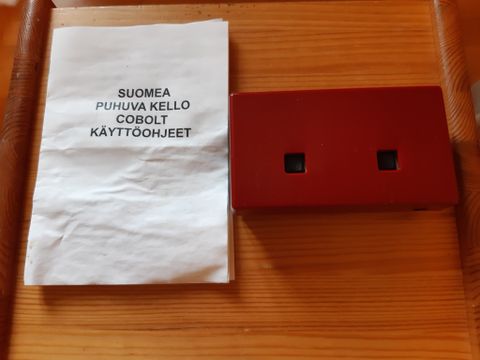 SUOMEA
PUHUVA KELLO
COBOLT
KÄYTTÖOHJEET